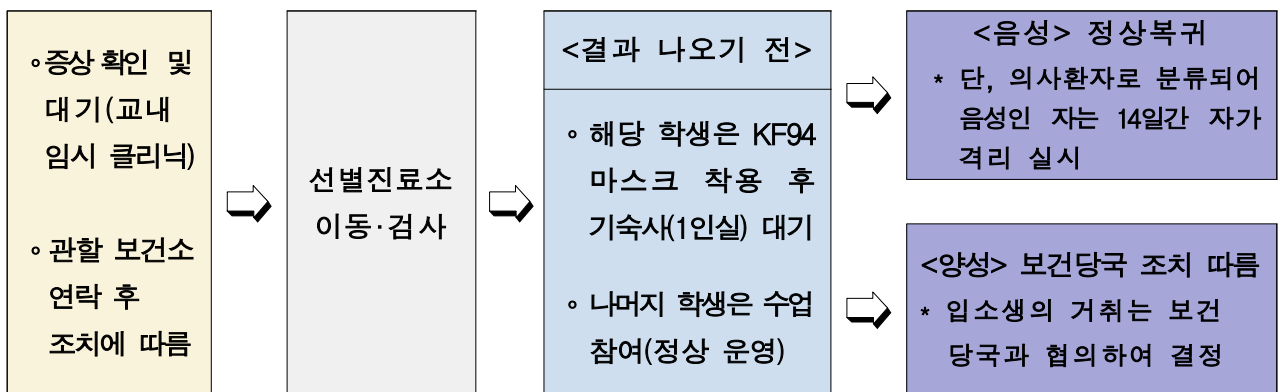 ∘증상 확인 및
대기(교내
임시 클리닉)
∘ 관할 보건소
연락 후
조치에 따름
선별진료소
이동·검사
<결과 나오기 전>
∘ 해당 학생은 KF94
마스크 착용 후
기숙사(1인실) 대기
∘ 나머지 학생은 수업
참여(정상 운영)
<음성> 정상복귀
* 단, 의사환자로 분류되어
음성인 자는 14일간 자가
격리 실시
<양성> 보건당국 조치 따름
* 입소생의 거취는 보건
당국과 협의하여 결정